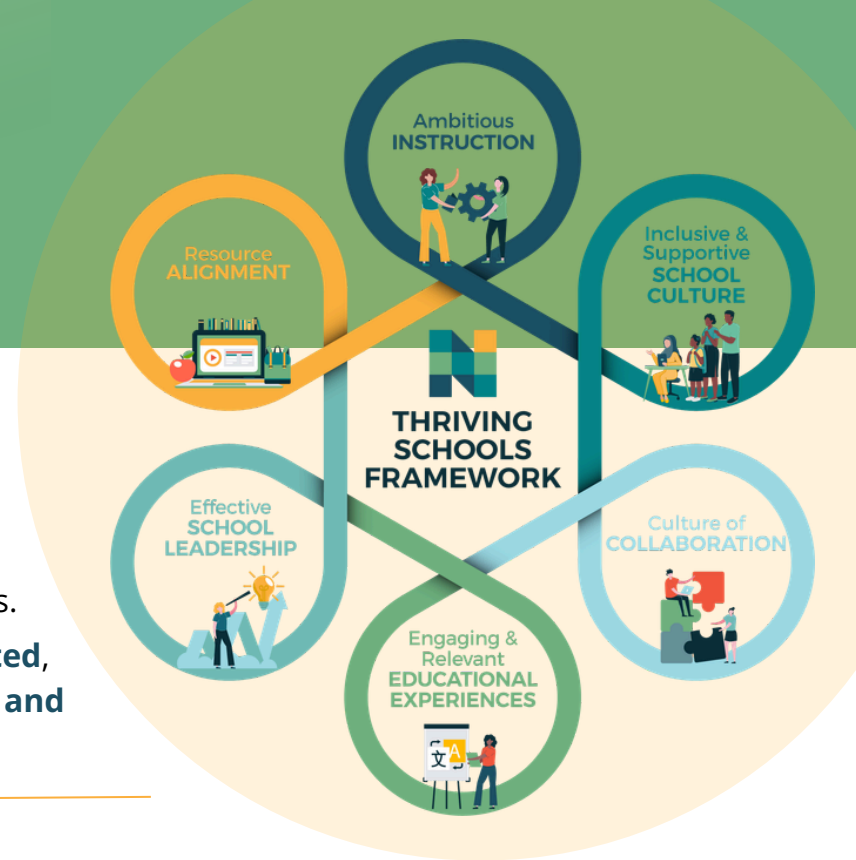 Ambitious
INSTRUCTION
Inclusive &
Supportive
SCHOOL
CULTURE
Resource
ALIGNMENT
N
THRIVING
SCHOOLS
FRAMEWORK
Effective
SCHOOL
LEADERSHIP
Culture of
COLLABORATION
Engaging &
Relevant
EDUCATIONAL
EXPERIENCES
文 A
and